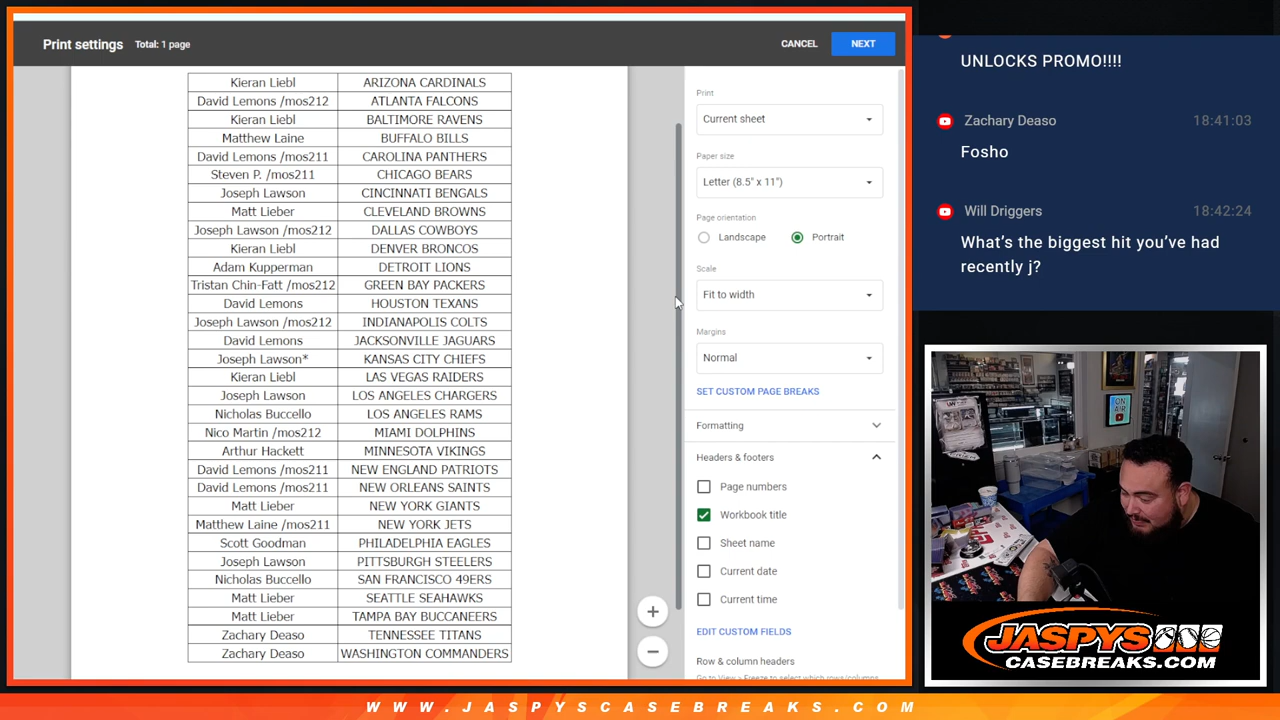 Print settings Total: 1 page CANCEL NEXT
Kieran Liebl ARIZONA CARDINALS
David Lemons /mos212 ATLANTA FALCONS
Kieran Liebl BALTIMORE RAVENS
Matthew Laine BUFFALO BILLS
David Lemons /mos211 CAROLINA PANTHERS
Steven P. /mos211 CHICAGO BEARS
Joseph Lawson CINCINNATI BENGALS
Matt Lieber CLEVELAND BROWNS
Joseph Lawson /mos212 DALLAS COWBOYS
Kieran Liebl DENVER BRONCOS
Adam Kupperman DETROIT LIONS
Tristan Chin-Fatt /mos212 GREEN BAY PACKERS
David Lemons HOUSTON TEXANS
Joseph Lawson /mos212 INDIANAPOLIS COLTS
David Lemons JACKSONVILLE JAGUARS
Joseph Lawson* KANSAS CITY CHIEFS
Kieran Liebl LAS VEGAS RAIDERS
Joseph Lawson LOS ANGELES CHARGERS
Nicholas Buccello LOS ANGELES RAMS
Nico Martin /mos212 MIAMI DOLPHINS
Arthur Hackett MINNESOTA VIKINGS
David Lemons /mos211 NEW ENGLAND PATRIOTS
David Lemons /mos211 NEW ORLEANS SAINTS
Matt Lieber NEW YORK GIANTS
Matthew Laine /mos211 NEW YORK JETS
Scott Goodman PHILADELPHIA EAGLES
Joseph Lawson PITTSBURGH STEELERS
Nicholas Buccello SAN FRANCISCO 49ERS
Matt Lieber SEATTLE SEAHAWKS
Matt Lieber TAMPA BAY BUCCANEERS
Zachary Deaso TENNESSEE TITANS
Zachary Deaso WASHINGTON COMMANDERS
Print
Current sheet
Paper size
Letter (8.5" x 11")
Page orientation
Landscape Portrait
Scale
Fit to width
Margins
Normal
SET CUSTOM PAGE BREAKS
Formatting
Headers & footers
Page numbers
Workbook title
Sheet name
Current date
Current time
EDIT CUSTOM FIELDS
Row & column headers
Go to View > Freeze to select which rows/columns
UNLOCKS PROMO!!!!
Zachary Deaso 18:41:03
Fosho
Will Driggers 18:42:24
What's the biggest hit you've had
recently j?
ON
AIR
JASPYS
CASEBREAKS.COM
WWW.JASPYSCASEBREAKS.COM